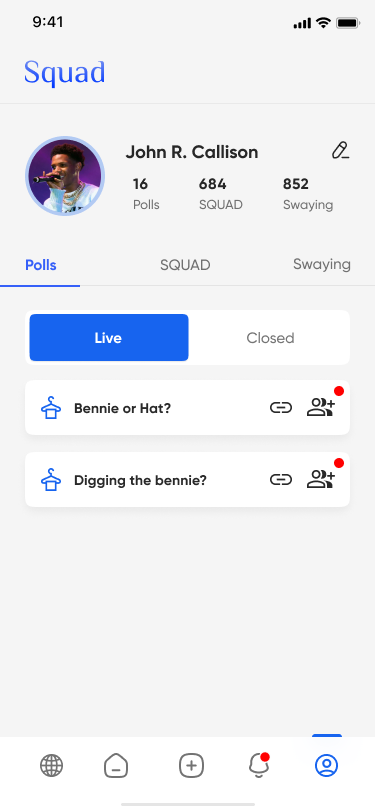 9:41
Squad
John R. Callison
16 684 852
Polls SQUAD Swaying
Polls SQUAD Swaying
Live Closed
Bennie or Hat?
Digging the bennie?